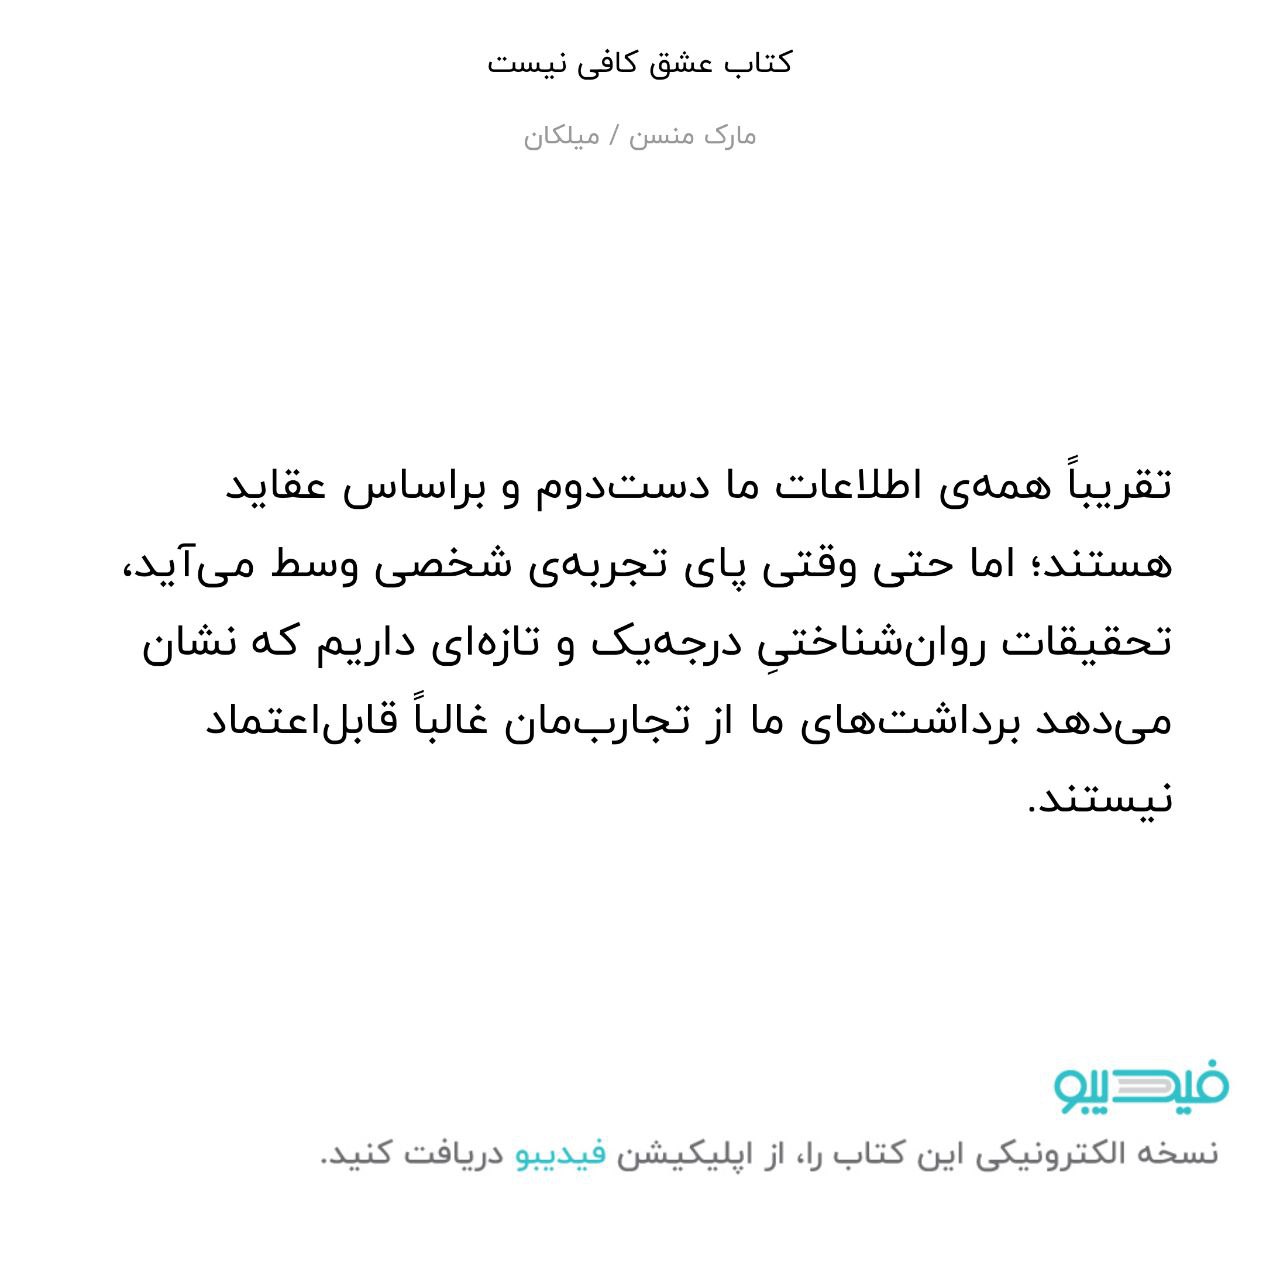 کتاب عشق کافی نیست
مارک منسن / میلکان
تقریباً همه‌ی اطلاعات ما دست‌دوم و براساس عقاید
هستند؛ اما حتی وقتی پای تجربه‌ی شخصی وسط می‌آید،
تحقیقات روان‌شناختیِ درجه‌یک و تازه‌ای داریم که نشان
می‌دهد برداشت‌های ما از تجارب‌مان غالباً قابل‌اعتماد
نیستند.
فیدیبو
نسخه الکترونیکی این کتاب را، از اپلیکیشن فیدیبو دریافت کنید.